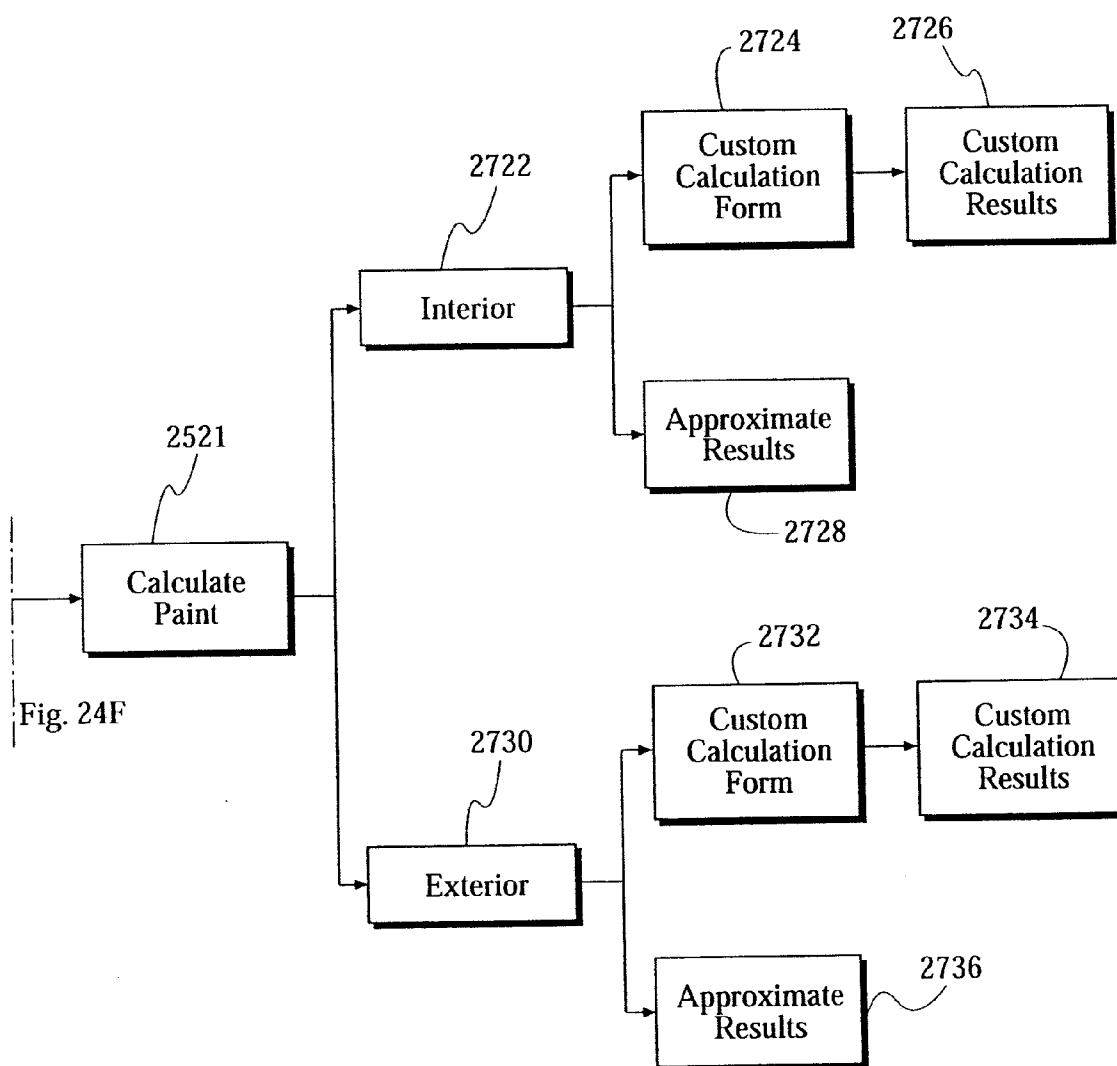 2724
2726
Custom
Calculation
Form
Custom
Calculation
Results
2722
Interior
Approximate
Results
2728
2521
Calculate
Paint
Fig. 24F
2732
2734
Custom
Calculation
Form
Custom
Calculation
Results
2730
Exterior
Approximate
Results
2736